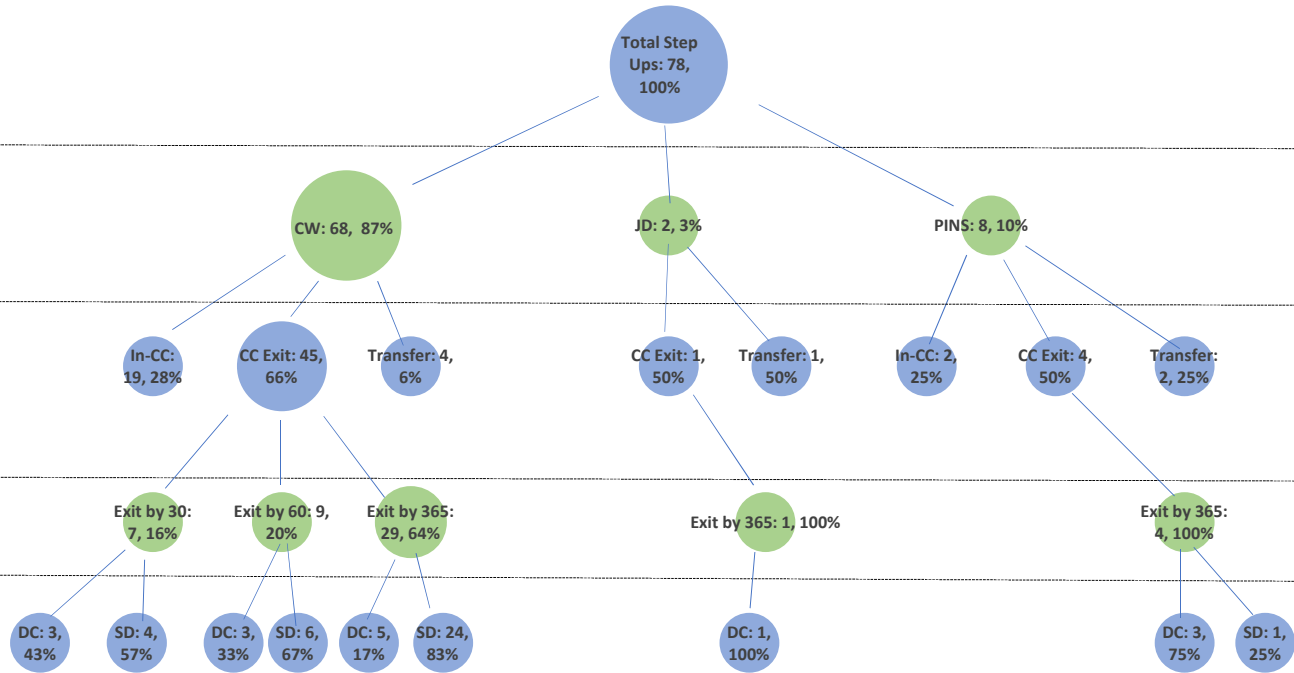 Total Step
Ups: 78,
100%
CW: 68, 87%
JD: 2, 3%
PINS: 8, 10%
In-CC:
19, 28%
CC Exit: 45,
66%
Transfer: 4,
6%
CC Exit: 1,
50%
Transfer: 1,
50%
In-CC: 2,
25%
CC Exit: 4,
50%
Transfer:
2, 25%
Exit by 30:
7, 16%
Exit by 60: 9,
20%
Exit by 365:
29, 64%
Exit by 365: 1, 100%
Exit by 365:
4, 100%
DC: 3,
43%
SD: 4,
57%
DC: 3,
33%
SD: 6,
67%
DC: 5,
17%
SD: 24,
83%
DC: 1,
100%
DC: 3,
75%
SD: 1,
25%